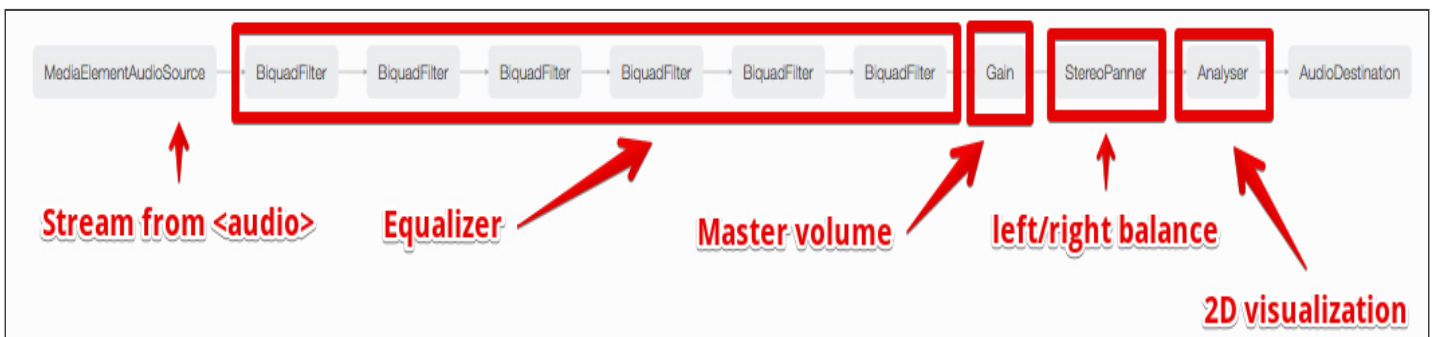 MediaElementAudioSource BiquadFilter BiquadFilter BiquadFilter BiquadFilter BiquadFilter BiquadFilter Gain StereoPanner Analyser AudioDestination
Stream from <audio>
Equalizer
Master volume
left/right balance
2D visualization